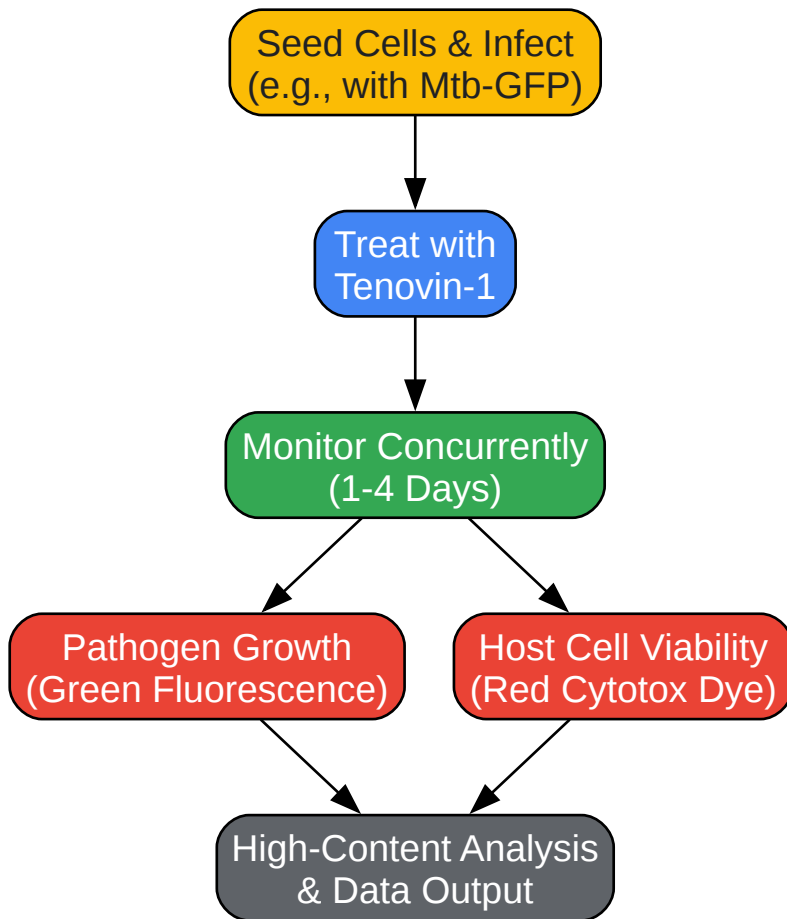 Seed Cells & Infect
(e.g., with Mtb-GFP)
Treat with
Tenovin-1
Monitor Concurrently
(1-4 Days)
Pathogen Growth
(Green Fluorescence)
Host Cell Viability
(Red Cytotox Dye)
High-Content Analysis
& Data Output